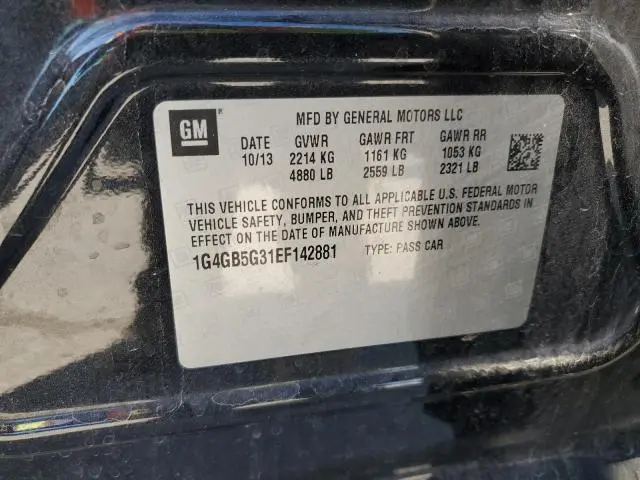 GM
MFD BY GENERAL MOTORS LLC
DATE GVWR GAWR FRT GAWR RR
10/13 2214 KG 1161 KG 1053 KG
4880 LB 2559 LB 2321 LB
THIS VEHICLE CONFORMS TO ALL APPLICABLE U.S. FEDERAL MOTOR
VEHICLE SAFETY, BUMPER, AND THEFT PREVENTION STANDARDS IN
EFFECT ON THE DATE OF MANUFACTURE SHOWN ABOVE.
1G4GB5G31EF142881 TYPE: PASS CAR